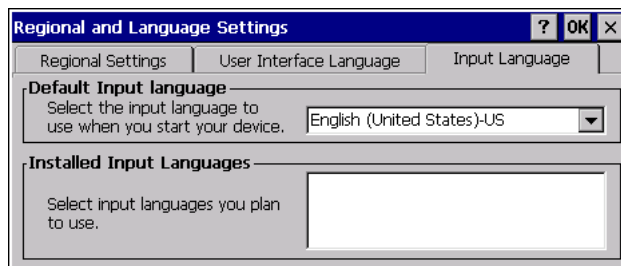 Regional and Language Settings ? OK ×
Regional Settings User Interface Language Input Language
Default Input language
Select the input language to
use when you start your device.
English (United States)-US
Installed Input Languages
Select input languages you plan
to use.